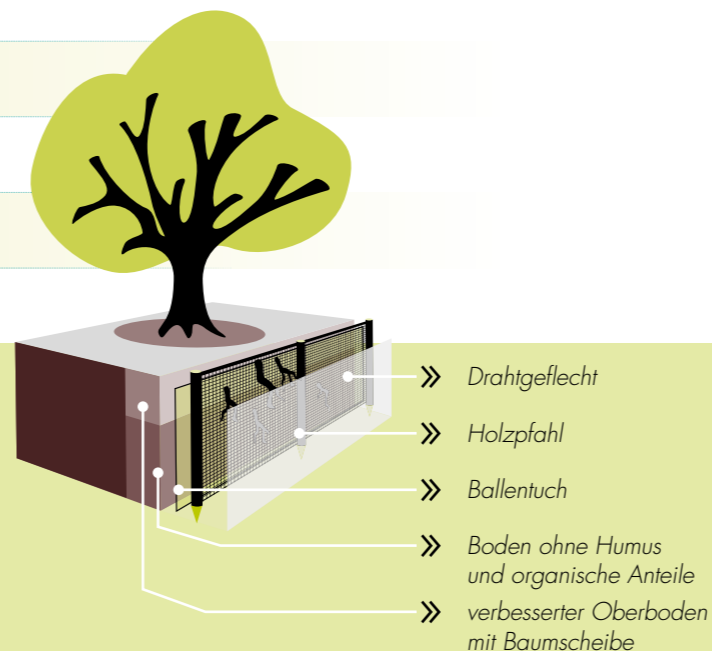 Drahtgeflecht
Holzpfahl
Ballentuch
Boden ohne Humus
und organische Anteile
verbesserter Oberboden
mit Baumscheibe